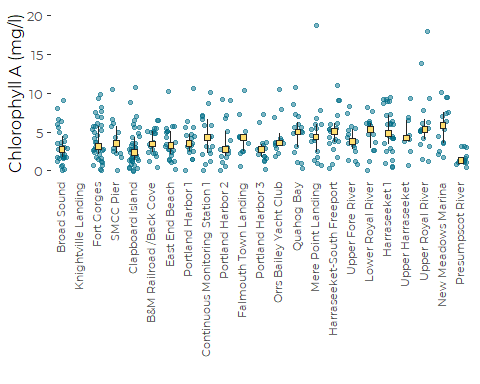 Chlorophyll A (mg/l)
20
15
10
5
0
Broad Sound
Knightville Landing
Fort Gorges
SMCC Pier
Clapboard Island
B&M Railroad /Back Cove
East End Beach
Portland Harbor 1
Continuous Monitoring Station 1
Portland Harbor 2
Falmouth Town Landing
Portland Harbor 3
Orrs Bailey Yacht Club
Quahog Bay
Mere Point Landing
Harraseeket-South Freeport
Upper Fore River
Lower Royal River
Harraseeket 1
Upper Harraseeket
Upper Royal River
New Meadows Marina
Presumpscot River